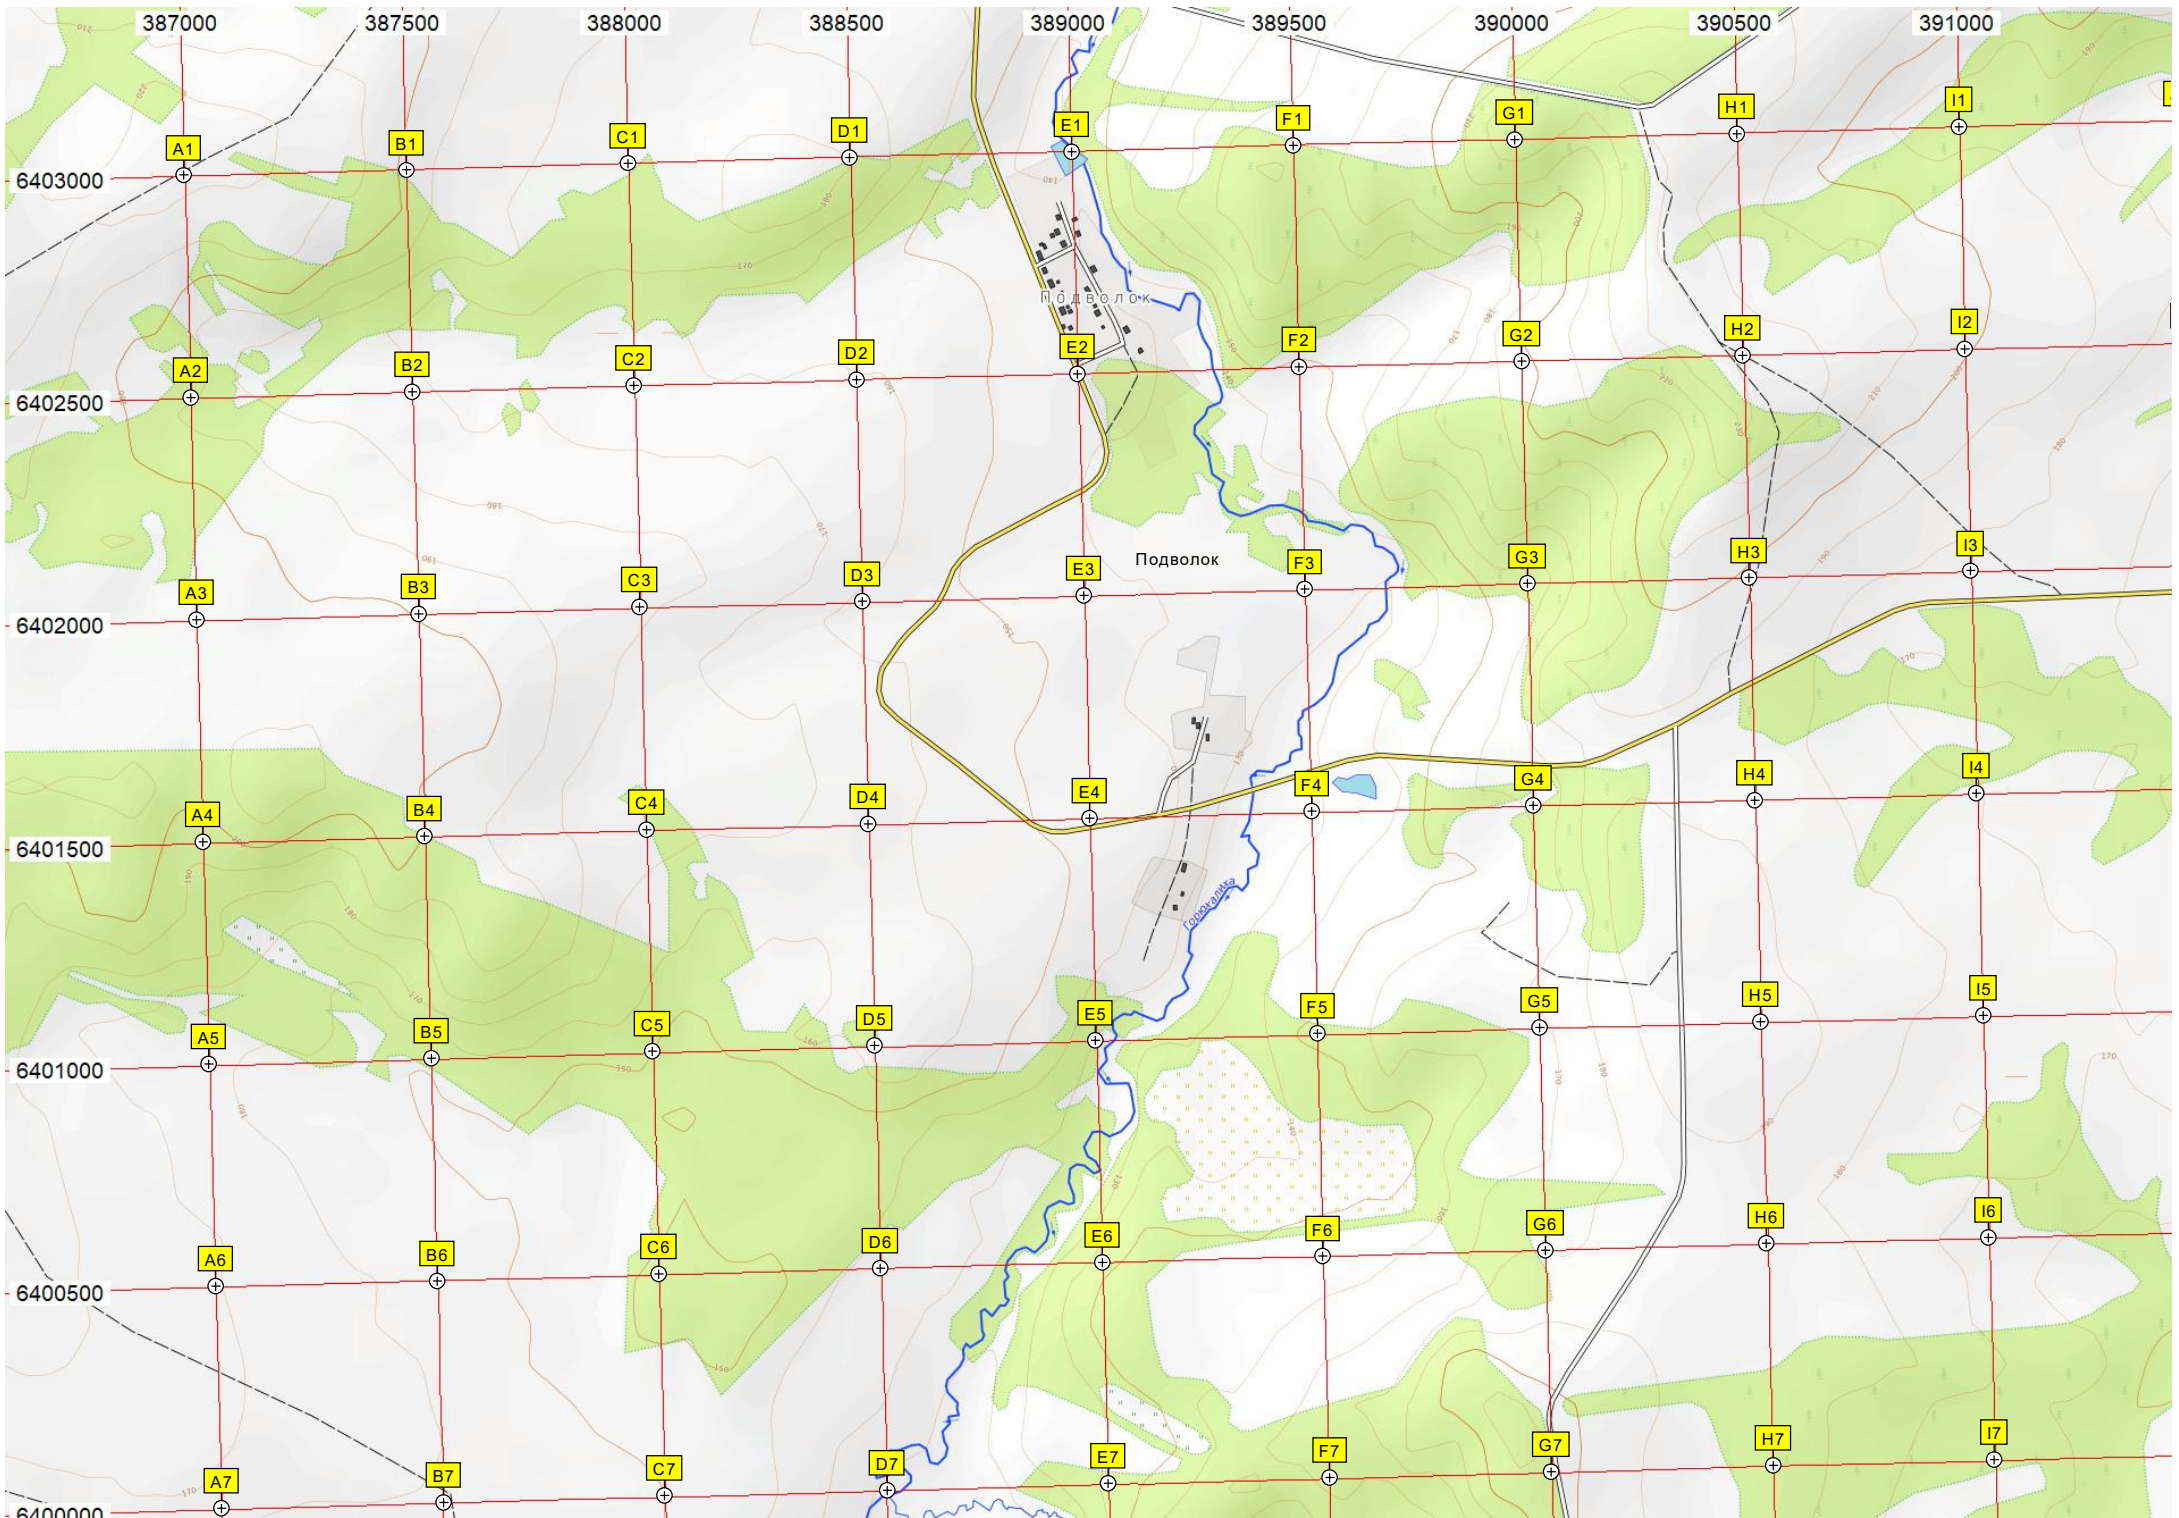 387000 387500 388000 388500 389000 389500 390000 390500 391000
A1 B1 C1 D1 E1 F1 G1 H1 I1
6403000
Подволок
A2 B2 C2 D2 E2 F2 G2 H2 I2
6402500
Подволок
A3 B3 C3 D3 E3 F3 G3 H3 I3
6402000
A4 B4 C4 D4 E4 F4 G4 H4 I4
6401500
Горюкалиха
A5 B5 C5 D5 E5 F5 G5 H5 I5
6401000
A6 B6 C6 D6 E6 F6 G6 H6 I6
6400500
A7 B7 C7 D7 E7 F7 G7 H7 I7
6400000